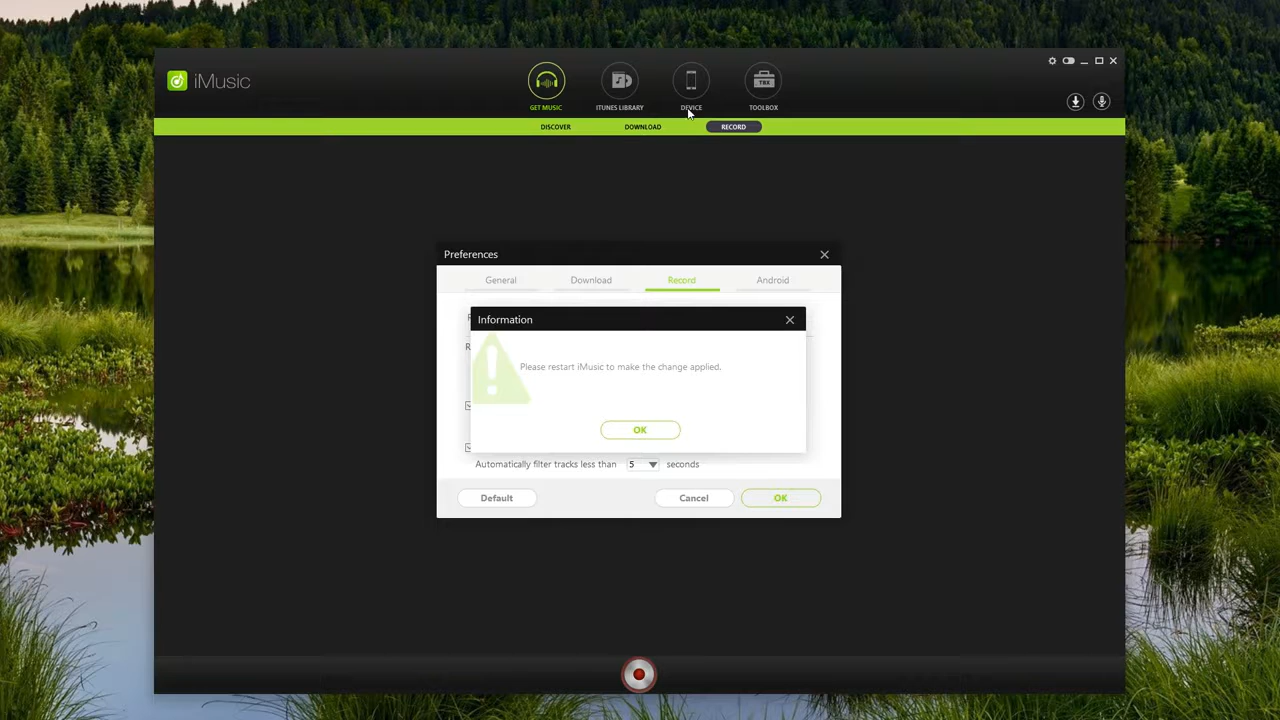 iMusic
GET MUSIC
ITUNES LIBRARY
DEVICE
TBX
TOOLBOX
DISCOVER
DOWNLOAD
RECORD
Preferences
General
Download
Record
Android
Information
Please restart iMusic to make the change applied.
OK
Automatically filter tracks less than 5 seconds
Default
Cancel
OK